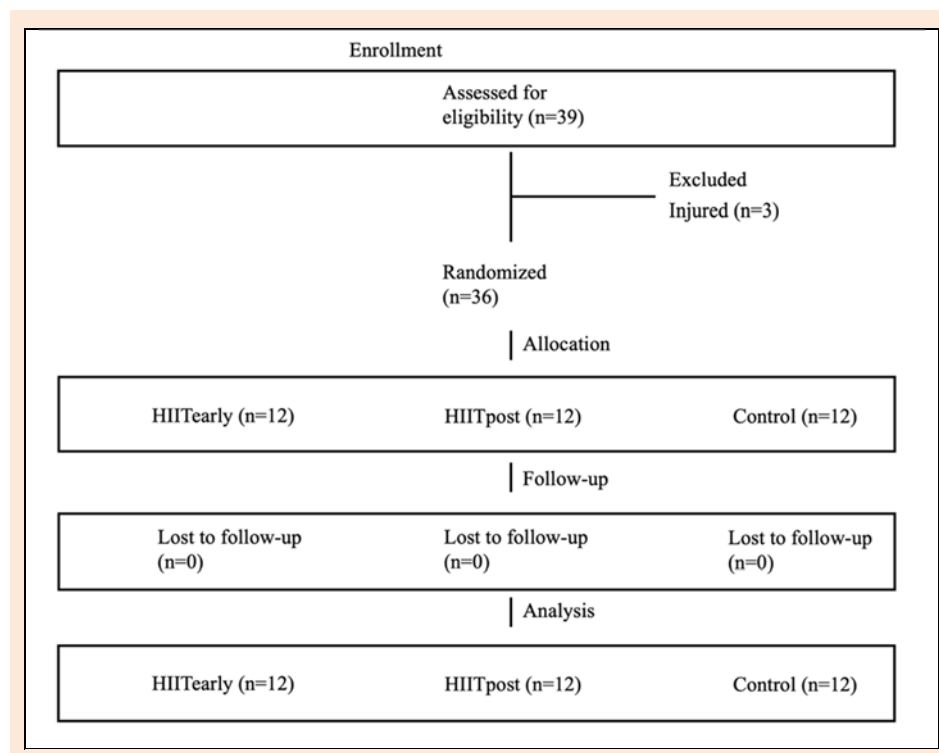 Enrollment
Assessed for
eligibility (n=39)
Excluded
Injured (n=3)
Randomized
(n=36)
Allocation
HIITearly (n=12)
HIITpost (n=12)
Control (n=12)
Follow-up
Lost to follow-up
(n=0)
Lost to follow-up
(n=0)
Lost to follow-up
(n=0)
Analysis
HIITearly (n=12)
HIITpost (n=12)
Control (n=12)